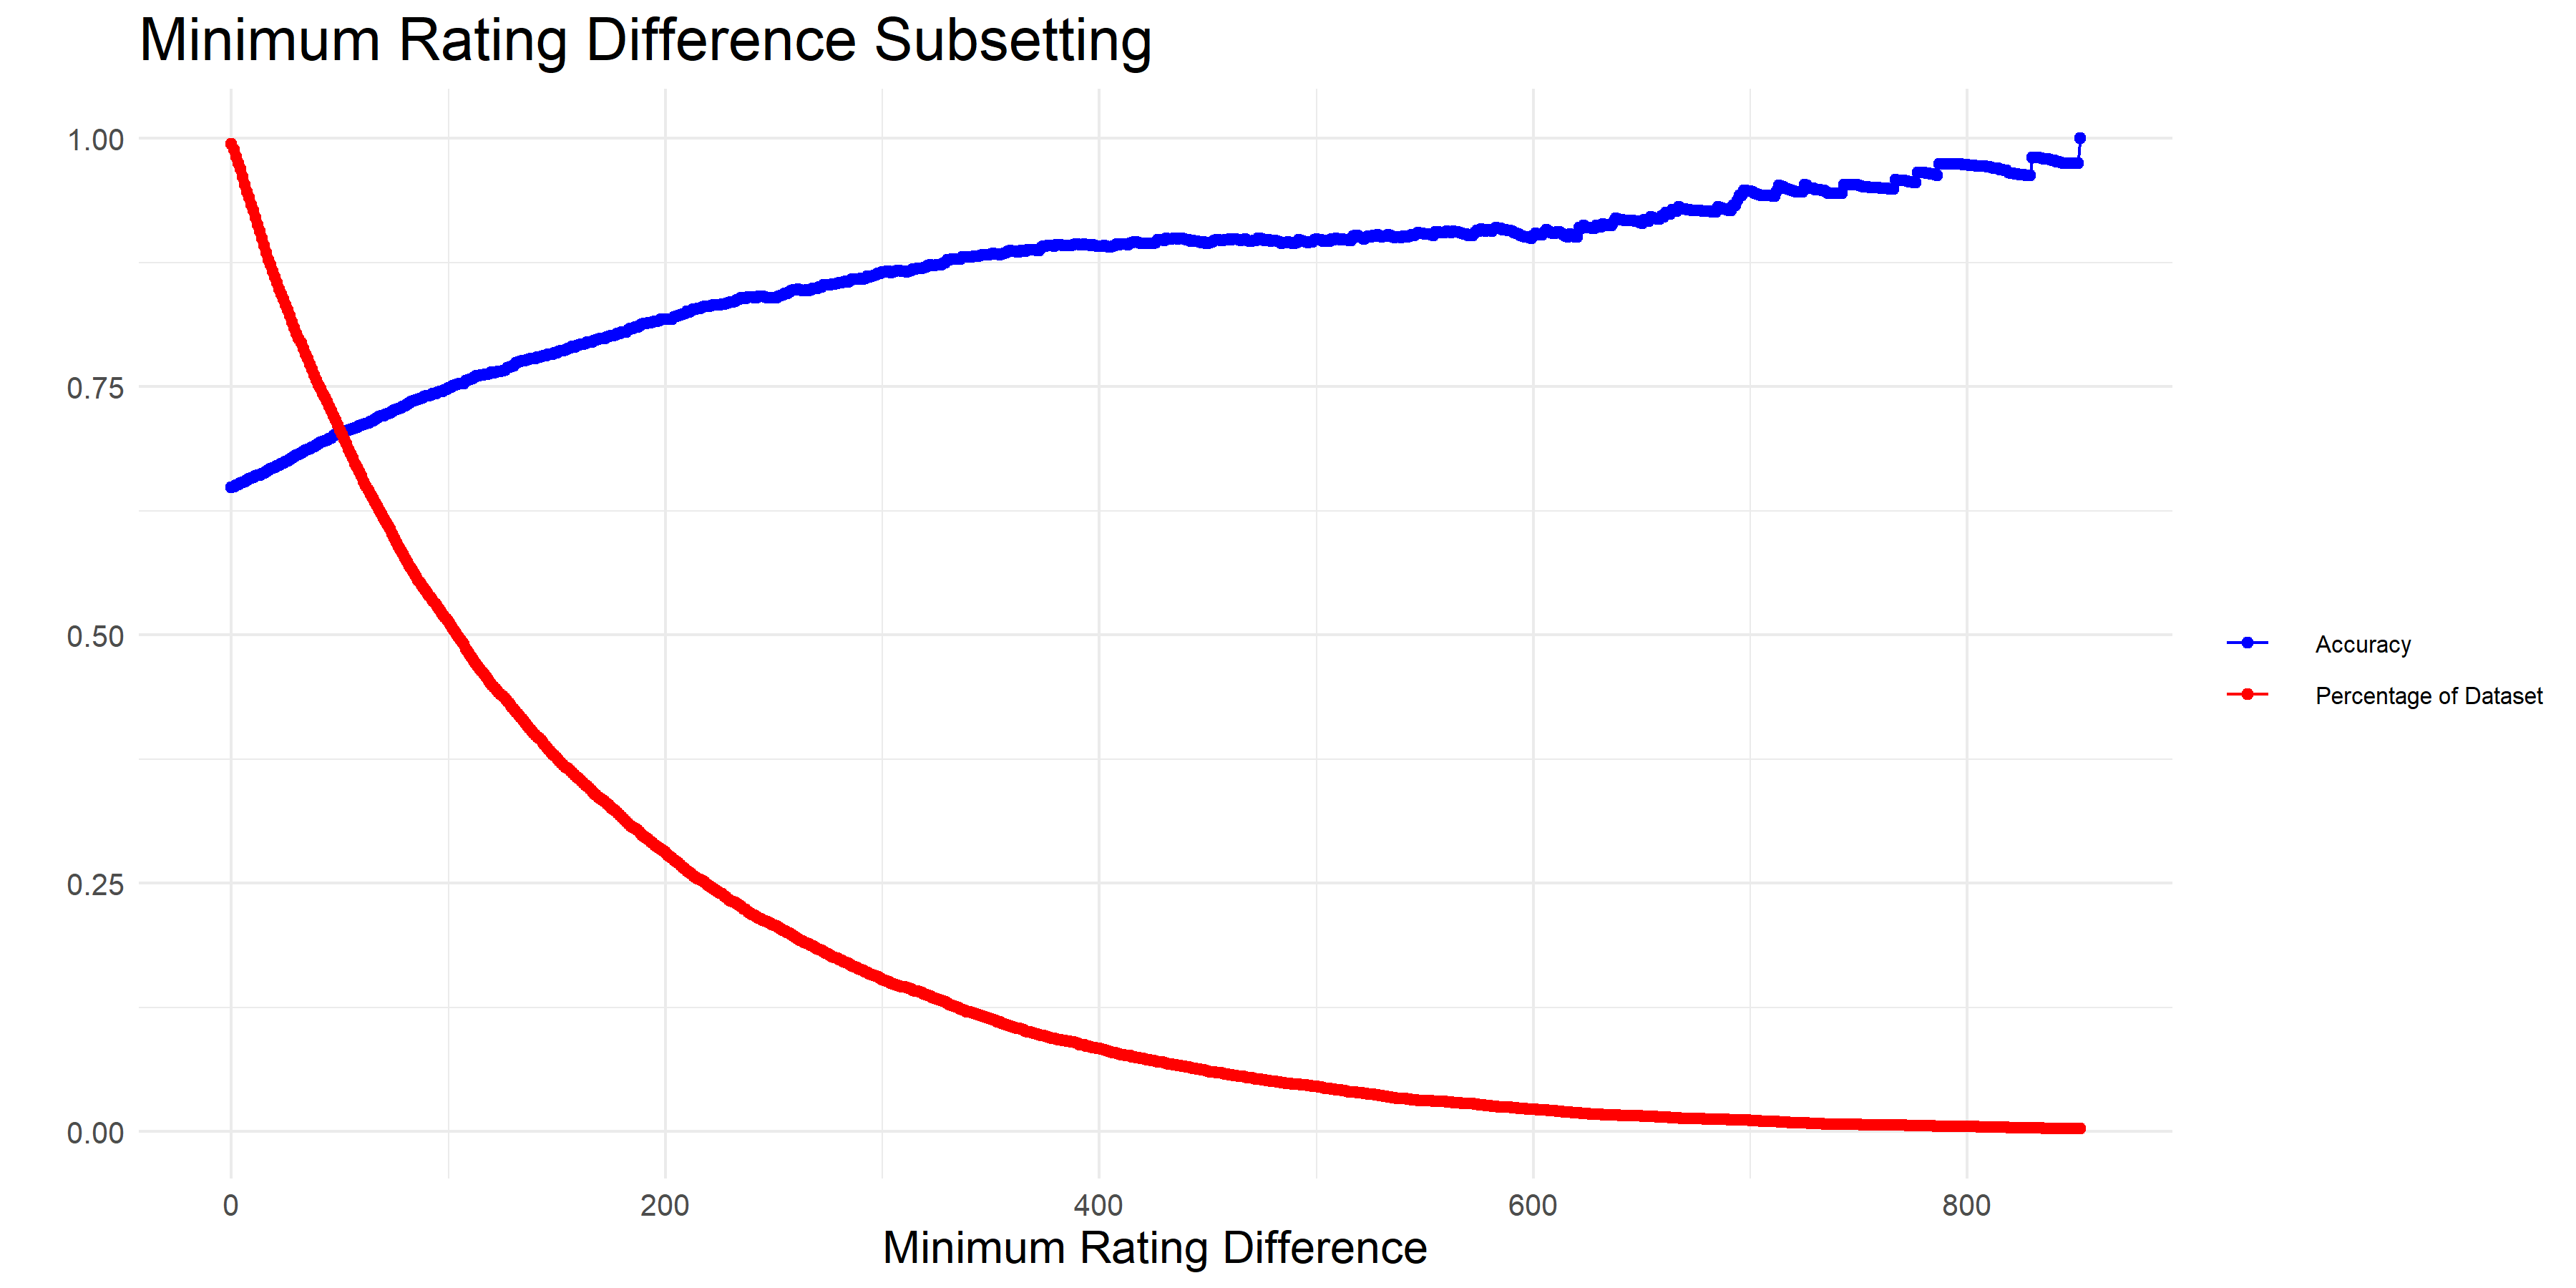 Minimum Rating Difference Subsetting
1.00
0.75
0.50
0.25
0.00
0 200 400 600 800
Minimum Rating Difference
Accuracy
Percentage of Dataset